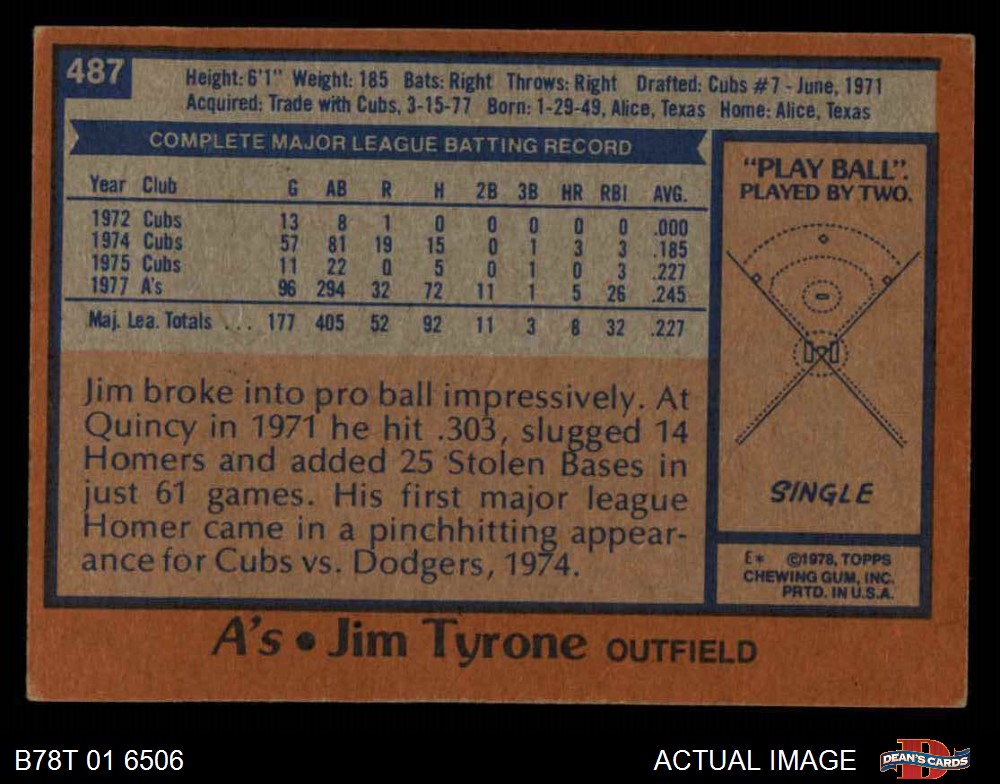 487
Height: 6'1" Weight: 185 Bats: Right Throws: Right Drafted: Cubs #7 - June, 1971
Acquired: Trade with Cubs, 3-15-77 Born: 1-29-49, Alice, Texas Home: Alice, Texas
COMPLETE MAJOR LEAGUE BATTING RECORD
Year Club G AB R H 2B 3B HR RBI AVG.
1972 Cubs 13 8 1 0 0 0 0 0 .000
1974 Cubs 57 81 19 15 0 1 3 3 .185
1975 Cubs 11 22 0 5 0 1 0 3 .227
1977 A's 96 294 32 72 11 1 5 26 .245
Maj. Lea. Totals ... 177 405 52 92 11 3 8 32 .227
Jim broke into pro ball impressively. At
Quincy in 1971 he hit .303, slugged 14
Homers and added 25 Stolen Bases in
just 61 games. His first major league
Homer came in a pinchhitting appear-
ance for Cubs vs. Dodgers, 1974.
"PLAY BALL".
PLAYED BY TWO.
SINGLE
E* ©1978, TOPPS
CHEWING GUM, INC.
PRTD. IN U.S.A.
A's • Jim Tyrone OUTFIELD
B78T 01 6506
ACTUAL IMAGE
D
DEAN'S CARDS